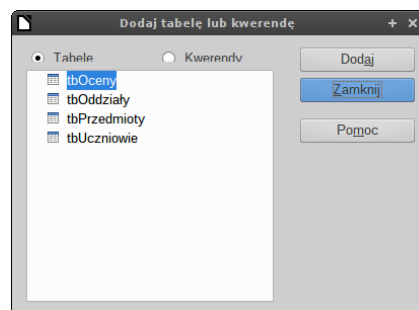 Dodaj tabelę lub kwerendę
Tabele Kwerendy
Dodaj
tbOceny
Zamknij
tbOddziały
tbPrzedmioty
Pomoc
tbUczniowie